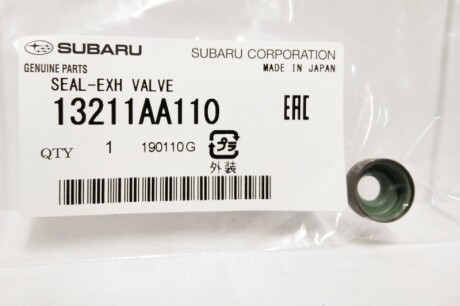 SUBARU SUBARU CORPORATION
GENUINE PARTS MADE IN JAPAN
SEAL-EXH VALVE
13211AA110 EAC
QTY 1 190110G プラ
外装